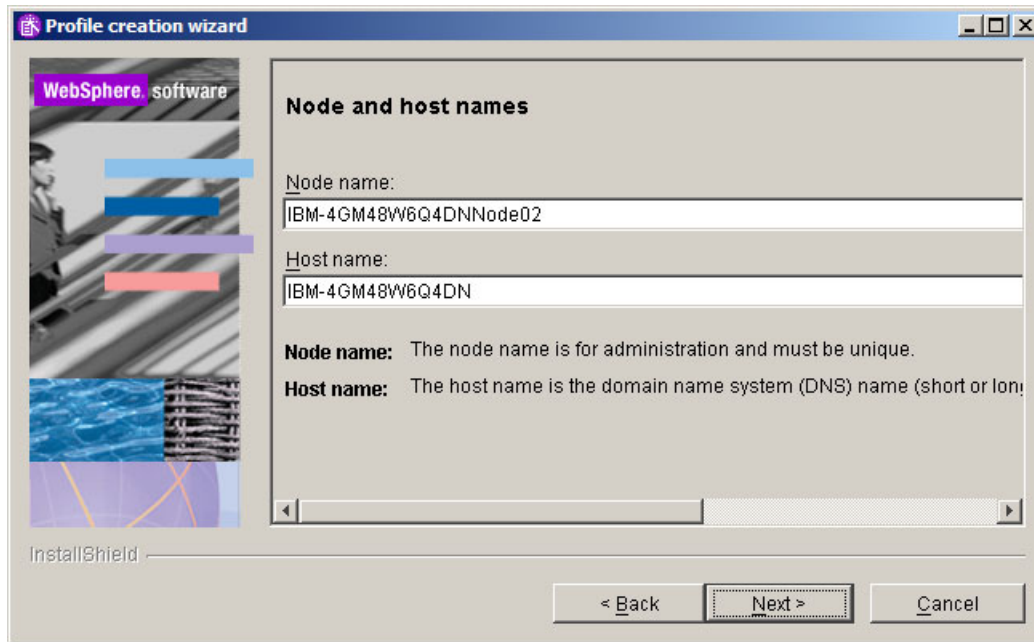 Profile creation wizard
WebSphere. software
Node and host names
Node name:
IBM-4GM48W6Q4DNNode02
Host name:
IBM-4GM48W6Q4DN
Node name: The node name is for administration and must be unique.
Host name: The host name is the domain name system (DNS) name (short or long
InstallShield
< Back
Next >
Cancel